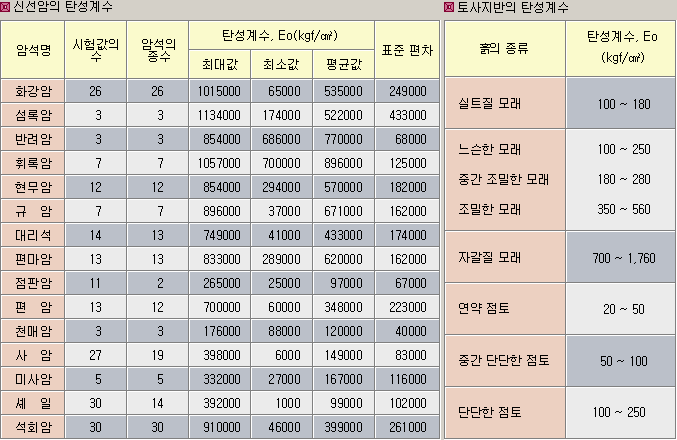 신선암의 탄성계수
암석명 시험값의 수 암석의 종수 탄성계수, Eo(kgf/㎠) 표준 편차
최대값 최소값 평균값
화강암 26 26 1015000 65000 535000 249000
섬록암 3 3 1134000 174000 522000 433000
반려암 3 3 854000 686000 770000 68000
휘록암 7 7 1057000 700000 896000 125000
현무암 12 12 854000 294000 570000 182000
규 암 7 7 896000 37000 671000 162000
대리석 14 13 749000 41000 433000 174000
편마암 13 13 833000 289000 620000 162000
점판암 11 2 265000 25000 97000 67000
편 암 13 12 700000 60000 348000 223000
천매암 3 3 176000 88000 120000 40000
사 암 27 19 398000 6000 149000 83000
미사암 5 5 332000 27000 167000 116000
셰 일 30 14 392000 1000 99000 102000
석회암 30 30 910000 46000 399000 261000
토사지반의 탄성계수
흙의 종류 탄성계수, Eo
(kgf/㎠)
실트질 모래 100 ~ 180
느슨한 모래 100 ~ 250
중간 조밀한 모래 180 ~ 280
조밀한 모래 350 ~ 560
자갈질 모래 700 ~ 1,760
연약 점토 20 ~ 50
중간 단단한 점토 50 ~ 100
단단한 점토 100 ~ 250